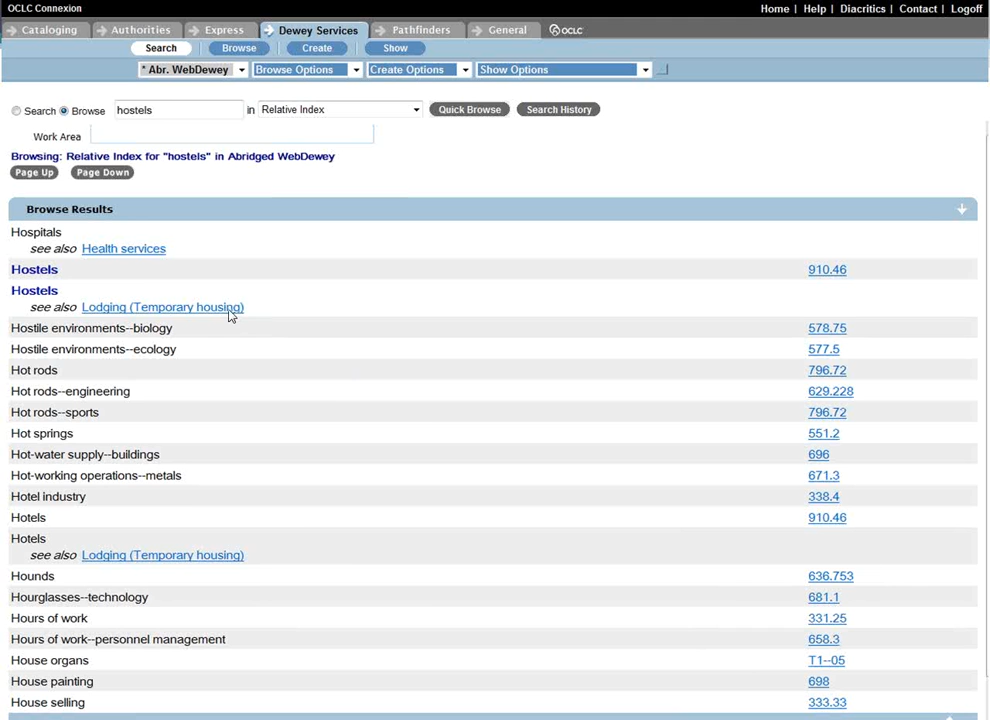 OCLC Connexion
Home | Help | Diacritics | Contact | Logoff
Cataloging Authorities Express Dewey Services Pathfinders General OCLC
Search Browse Create Show
* Abr. WebDewey Browse Options Create Options Show Options
Search Browse hostels in Relative Index Quick Browse Search History
Work Area
Browsing: Relative Index for "hostels" in Abridged WebDewey
Page Up Page Down
Browse Results
Hospitals
see also Health services
Hostels 910.46
Hostels
see also Lodging (Temporary housing)
Hostile environments--biology 578.75
Hostile environments--ecology 577.5
Hot rods 796.72
Hot rods--engineering 629.228
Hot rods--sports 796.72
Hot springs 551.2
Hot-water supply--buildings 696
Hot-working operations--metals 671.3
Hotel industry 338.4
Hotels 910.46
Hotels
see also Lodging (Temporary housing)
Hounds 636.753
Hourglasses--technology 681.1
Hours of work 331.25
Hours of work--personnel management 658.3
House organs T1--05
House painting 698
House selling 333.33